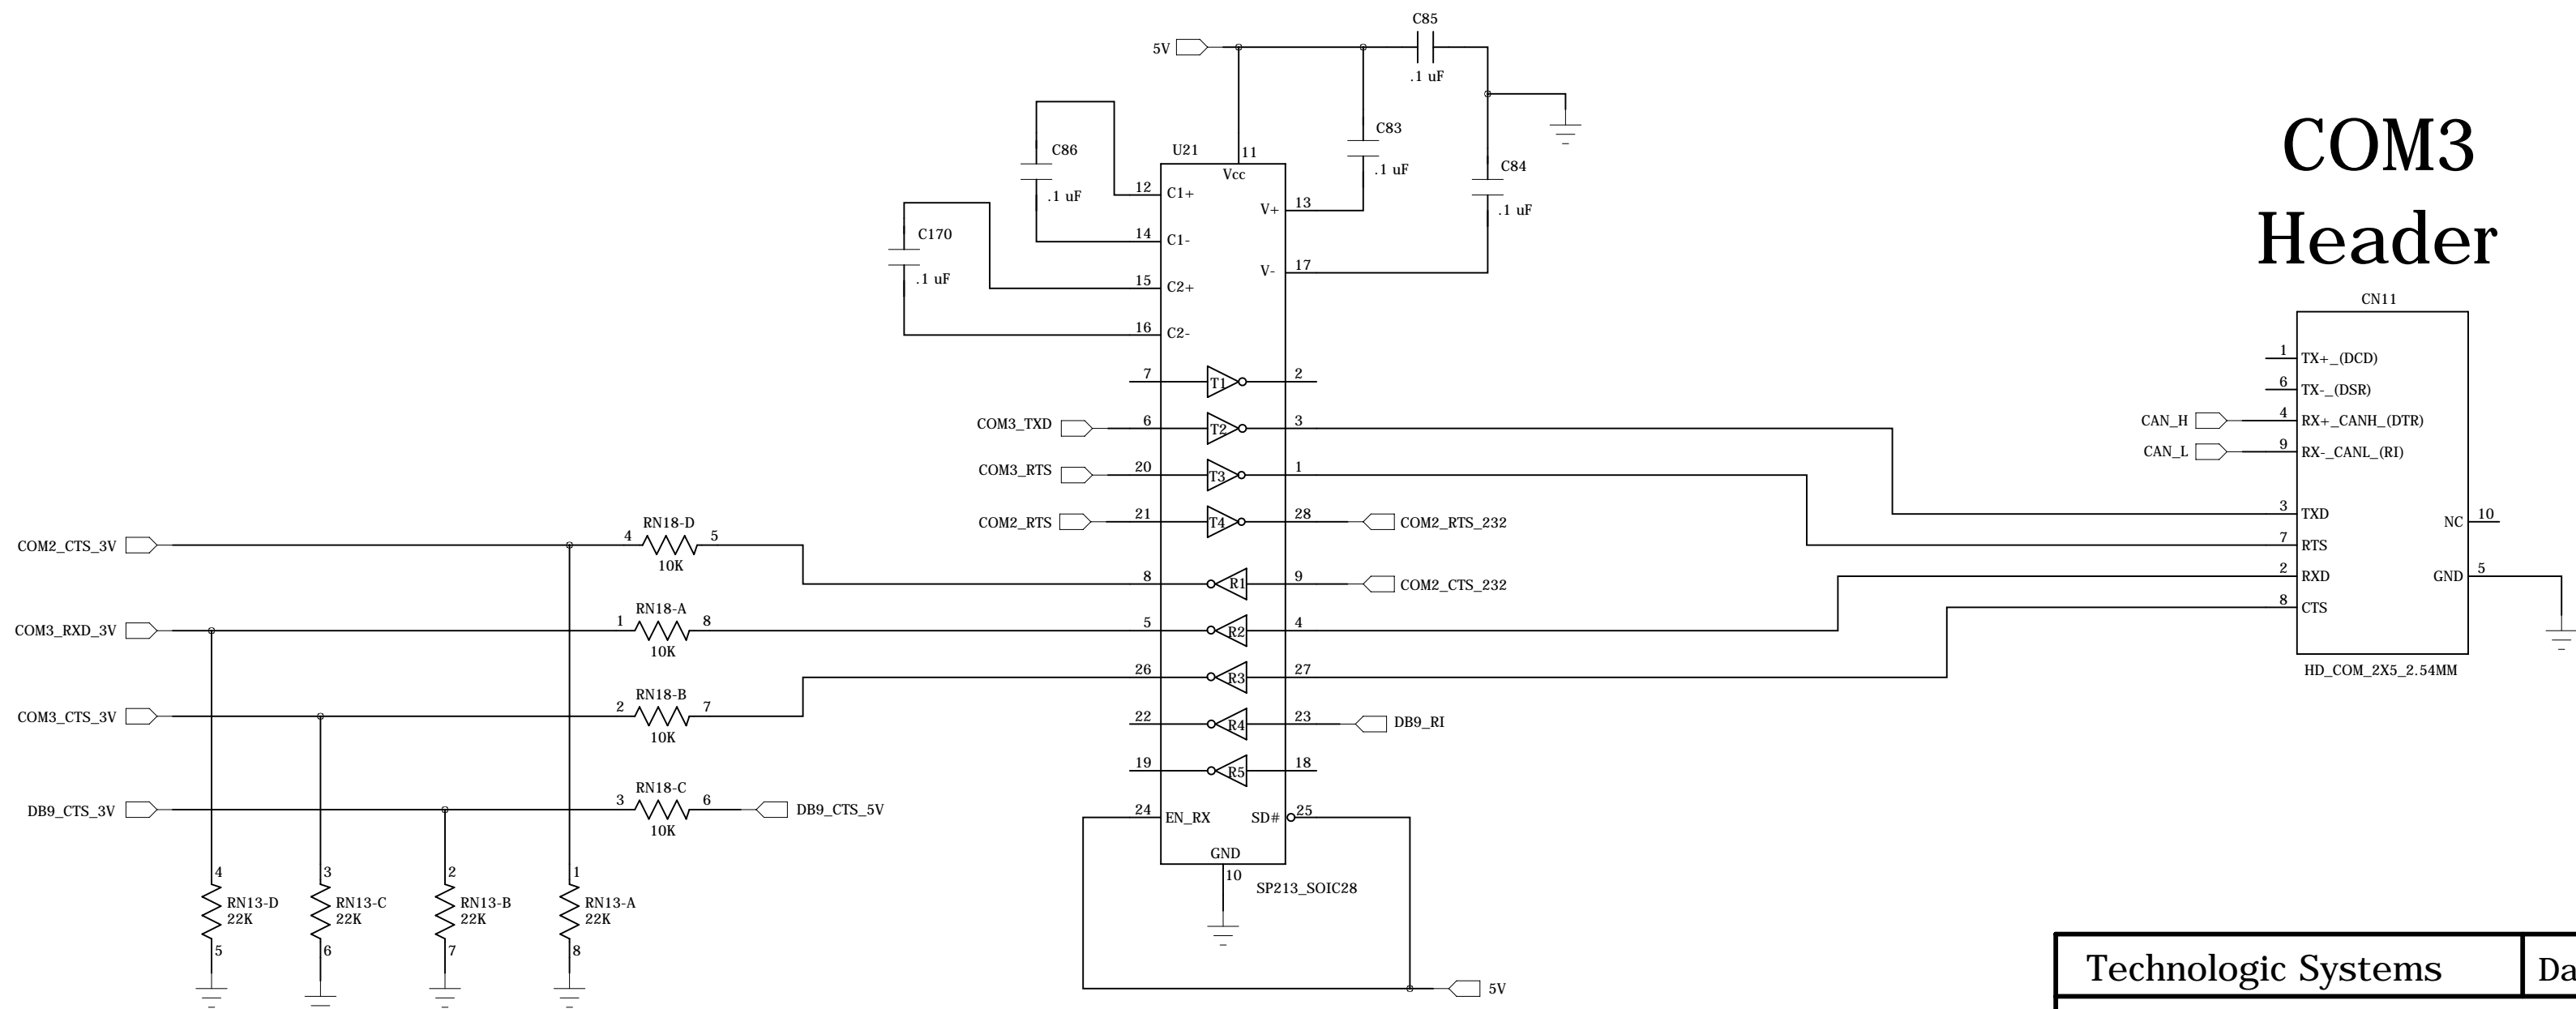 C85
5V
.1 uF
COM3
Header
C83
.1 uF
C86
.1 uF
U21
11
Vcc
C84
.1 uF
12 C1+
V+ 13
C170
.1 uF
14 C1-
V- 17
15 C2+
16 C2-
CN11
7 T1 2
1 TX+_(DCD)
6 TX-_(DSR)
COM3_TXD 6 T2 3
CAN_H 4 RX+_CANH_(DTR)
CAN_L 9 RX-_CANL_(RI)
COM3_RTS 20 T3 1
COM2_RTS 21 T4 28 COM2_RTS_232
3 TXD
NC 10
7 RTS
2 RXD
GND 5
8 CTS
HD_COM_2X5_2.54MM
RN18-D
COM2_CTS_3V 4 5
10K
8 R1 9 COM2_CTS_232
RN18-A
COM3_RXD_3V 1 8
10K
5 R2 4
26 R3 27
RN18-B
COM3_CTS_3V 2 7
10K
22 R4 23 DB9_RI
19 R5 18
RN18-C
DB9_CTS_3V 3 6 DB9_CTS_5V
10K
24 EN_RX SD# 25
GND
10
SP213_SOIC28
4 3 2 1
RN13-D RN13-C RN13-B RN13-A
22K 22K 22K 22K
5 6 7 8
5V
Technologic Systems Da